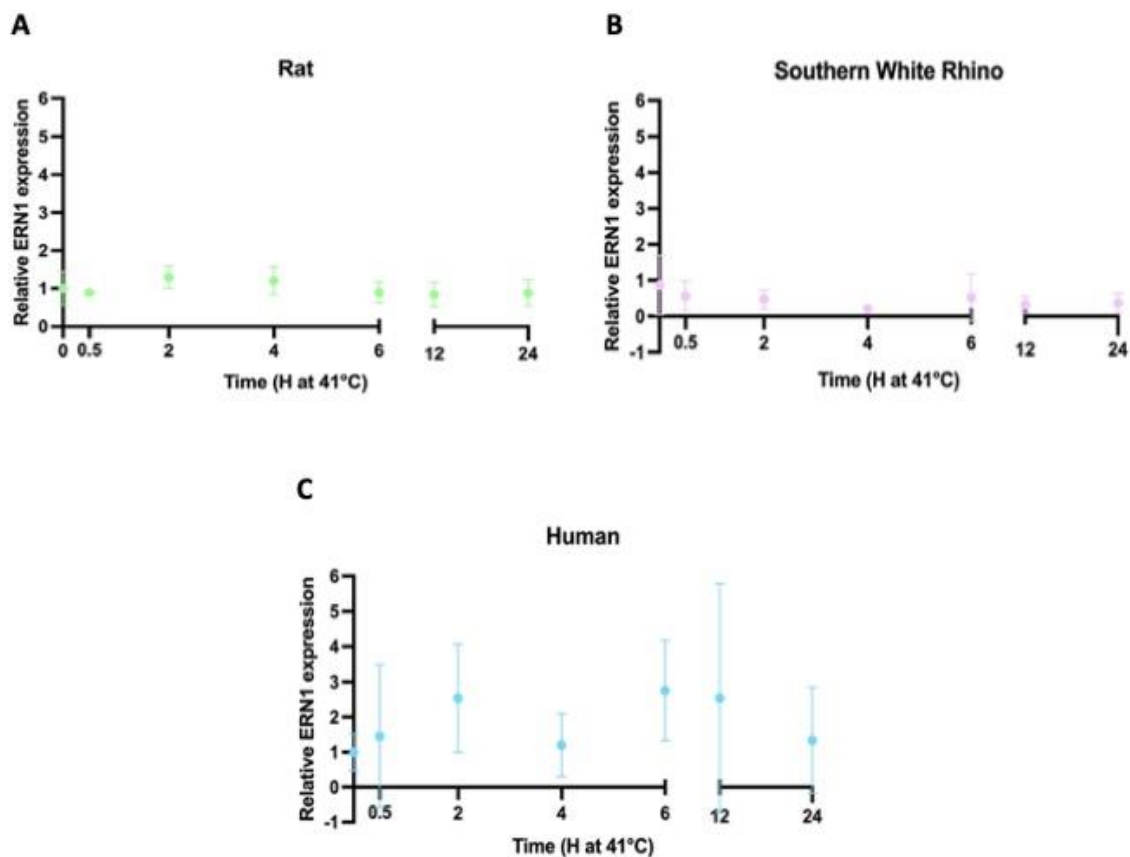 A
Rat
Relative ERN1 expression
6
5
4
3
2
1
0
0 0.5 2 4 6 12 24
Time (H at 41°C)
B
Southern White Rhino
Relative ERN1 expression
6
5
4
3
2
1
0
-1
0.5 2 4 6 12 24
Time (H at 41°C)
C
Human
Relative ERN1 expression
6
5
4
3
2
1
0
-1
0.5 2 4 6 12 24
Time (H at 41°C)